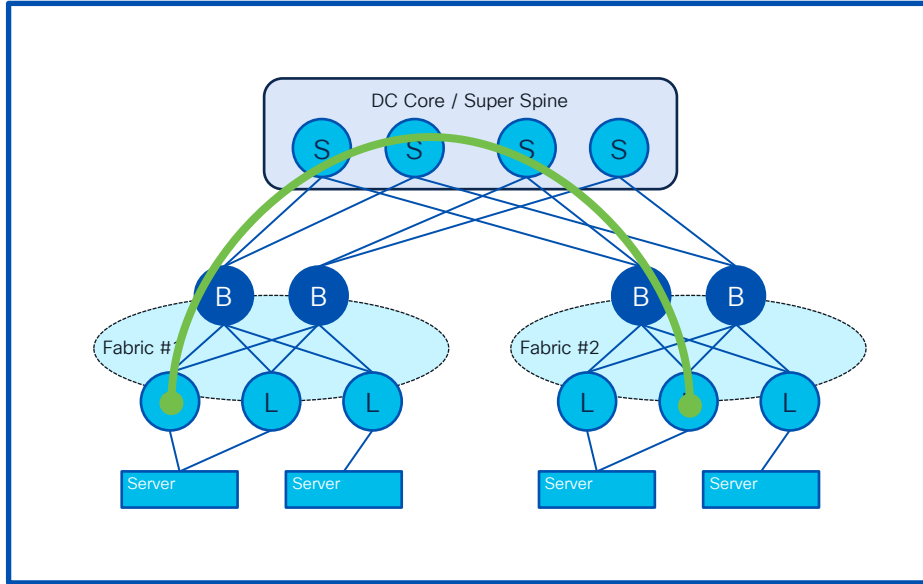 DC Core / Super Spine
S S S S
B B B B
Fabric #1 Fabric #2
L L L L
Server Server Server Server